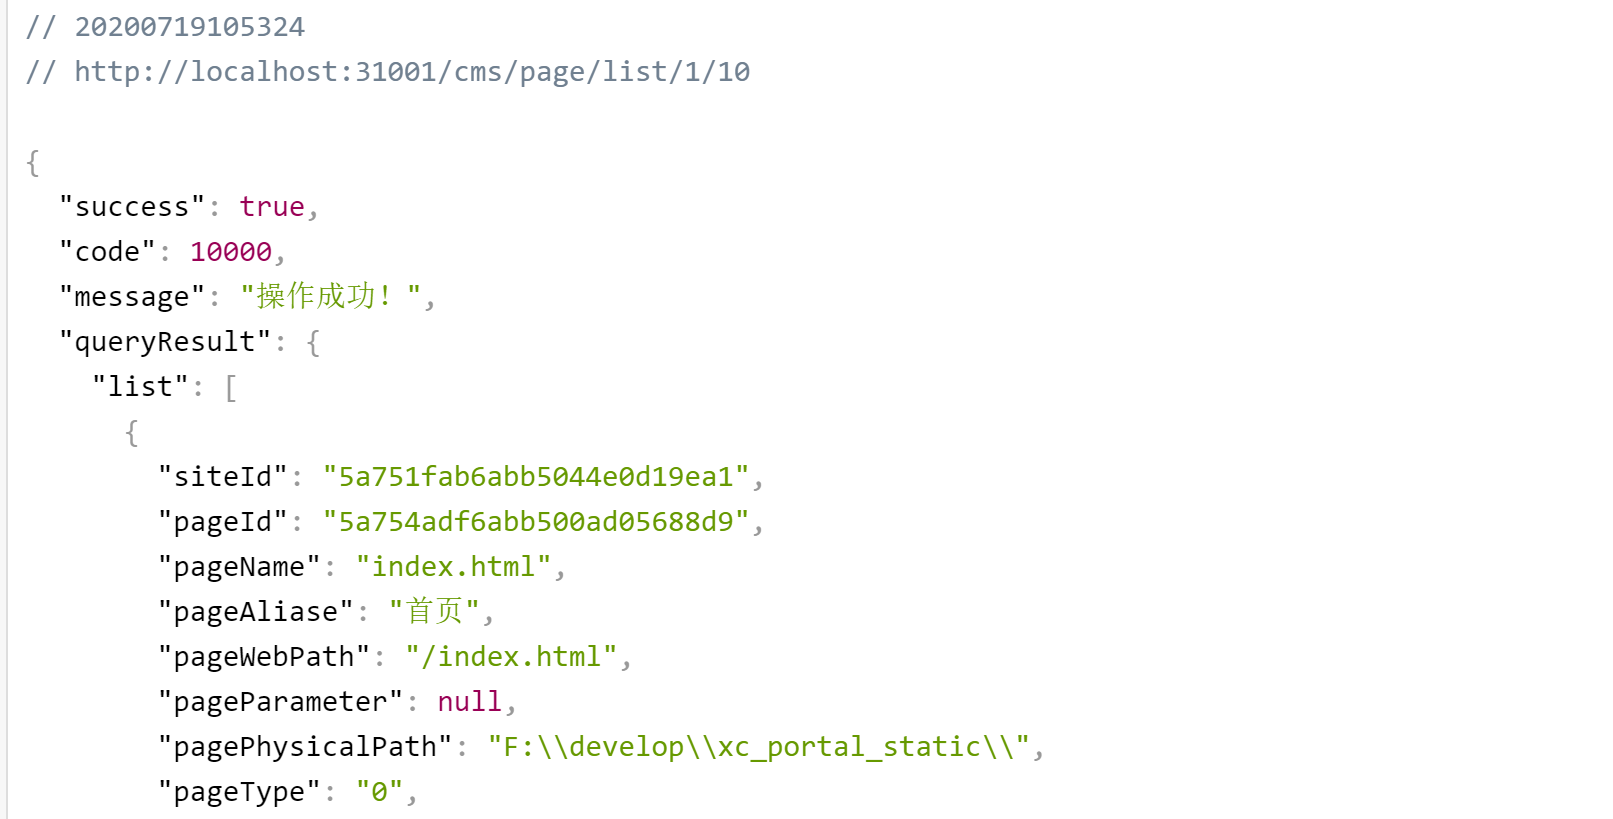 // 20200719105324
// http://localhost:31001/cms/page/list/1/10
{
"success": true,
"code": 10000,
"message": "操作成功！",
"queryResult": {
"list": [
{
"siteId": "5a751fab6abb5044e0d19ea1",
"pageId": "5a754adf6abb500ad05688d9",
"pageName": "index.html",
"pageAliase": "首页",
"pageWebPath": "/index.html",
"pageParameter": null,
"pagePhysicalPath": "F:\\develop\\xc_portal_static\\",
"pageType": "0",